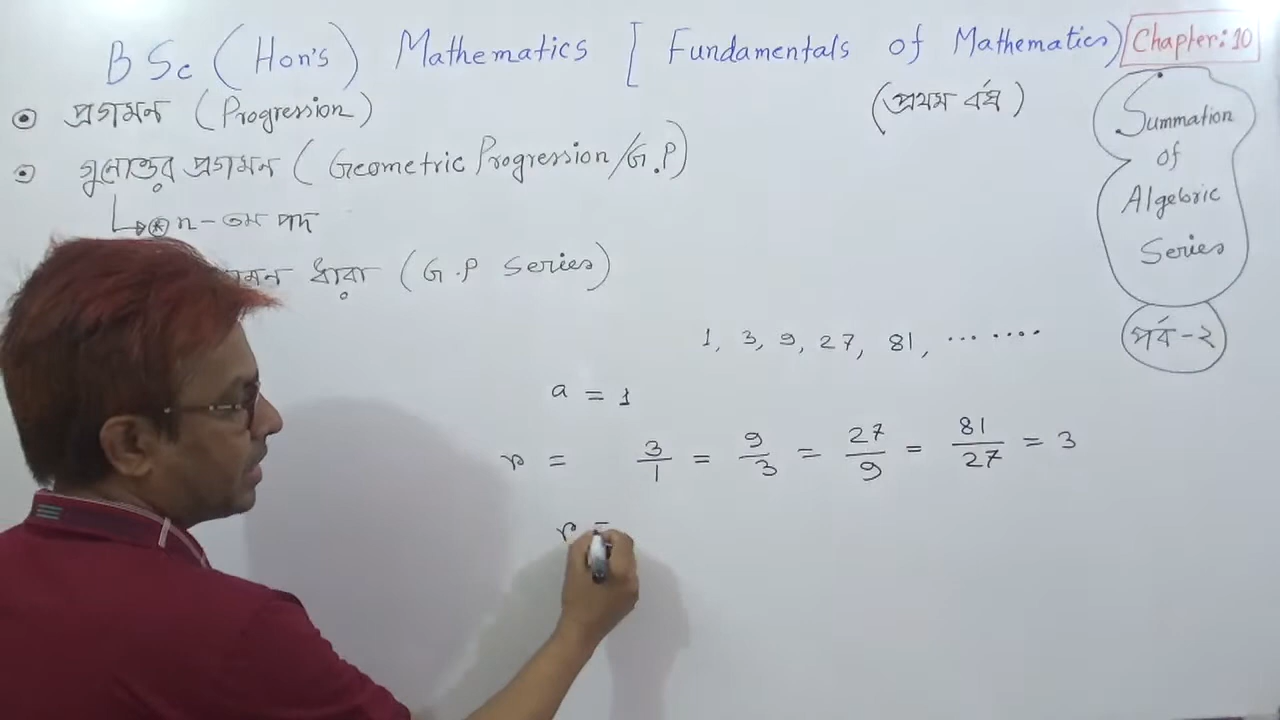 BSc (Hon's) Mathematics [ Fundamentals of Mathematics)
Chapter: 10
প্রগমন (Progression)
(প্রথম বর্ষ)
গুনোত্তর প্রগমন ( Geometric Progression/G.P)
n-তম পদ
ধারা (G.P Series)
Summation
of
Algebric
Series
পর্ব-২
1, 3, 9, 27, 81, ........
a = 1
r = 3/1 = 9/3 = 27/9 = 81/27 = 3
r =